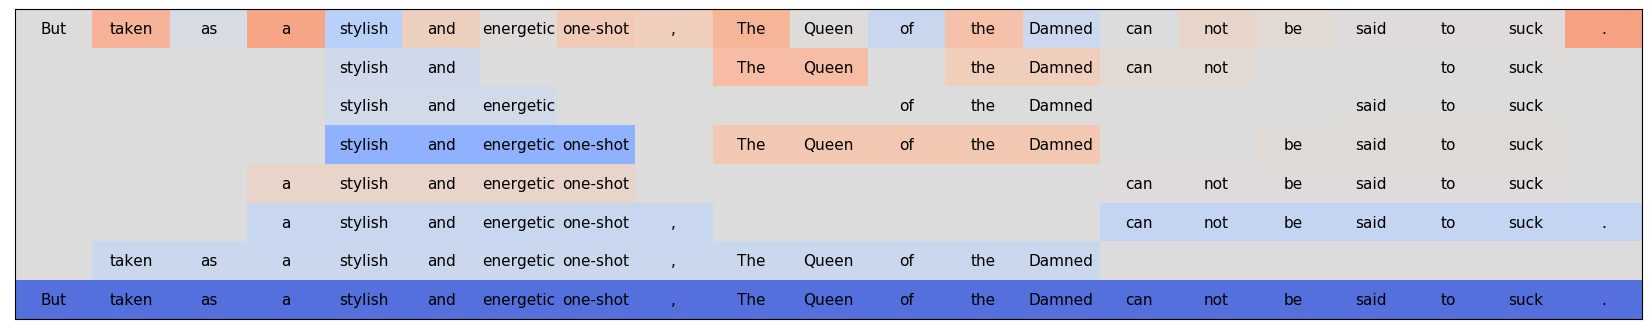 But taken as a stylish and energetic one-shot , The Queen of the Damned can not be said to suck .
stylish and The Queen the Damned can not to suck
stylish and energetic of the Damned said to suck
stylish and energetic one-shot The Queen of the Damned be said to suck
a stylish and energetic one-shot can not be said to suck
a stylish and energetic one-shot , can not be said to suck .
taken as a stylish and energetic one-shot , The Queen of the Damned
But taken as a stylish and energetic one-shot , The Queen of the Damned can not be said to suck .